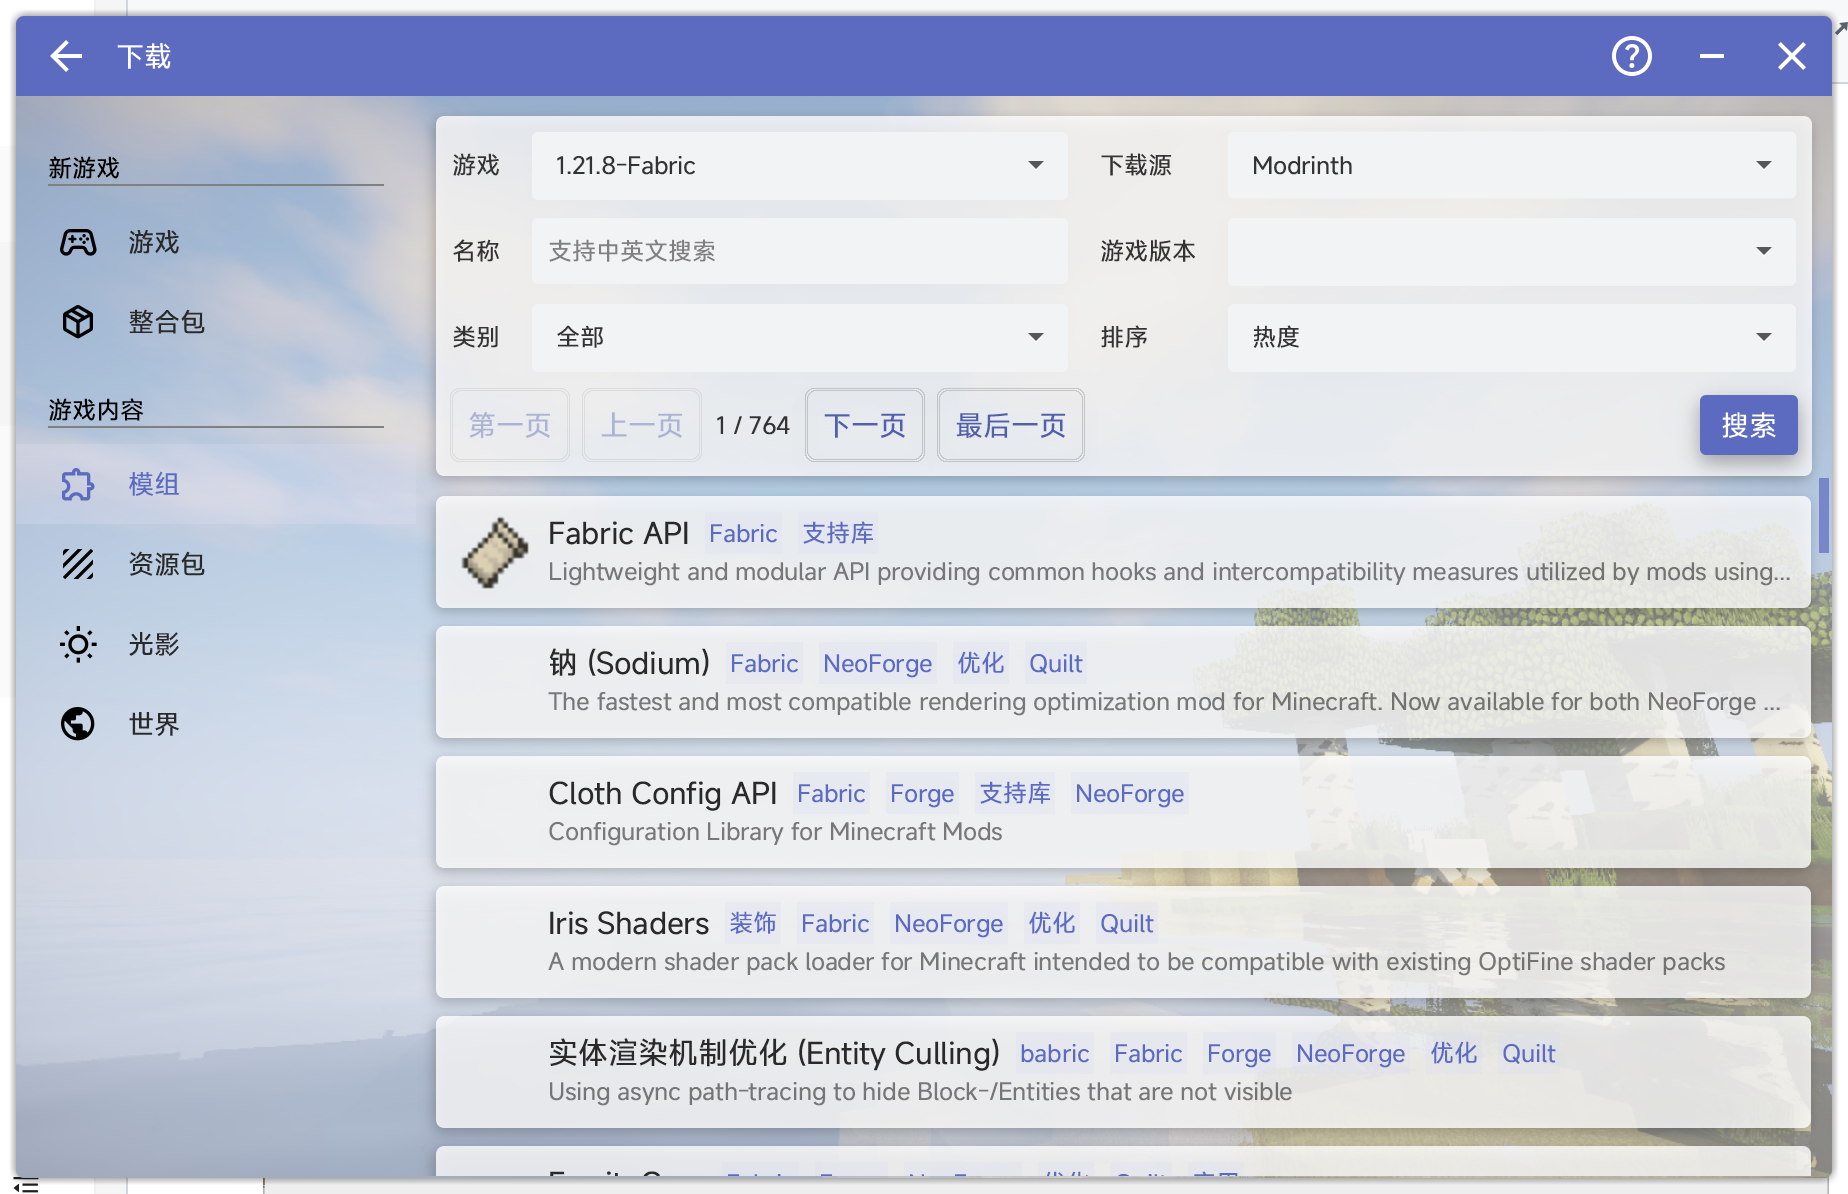 下载
新游戏
游戏
整合包
游戏内容
模组
资源包
光影
世界
游戏 1.21.8-Fabric 下载源 Modrinth
名称 支持中英文搜索 游戏版本
类别 全部 排序 热度
第一页 上一页 1 / 764 下一页 最后一页 搜索
Fabric API Fabric 支持库
Lightweight and modular API providing common hooks and intercompatibility measures utilized by mods using...
钠 (Sodium) Fabric NeoForge 优化 Quilt
The fastest and most compatible rendering optimization mod for Minecraft. Now available for both NeoForge ...
Cloth Config API Fabric Forge 支持库 NeoForge
Configuration Library for Minecraft Mods
Iris Shaders 装饰 Fabric NeoForge 优化 Quilt
A modern shader pack loader for Minecraft intended to be compatible with existing OptiFine shader packs
实体渲染机制优化 (Entity Culling) babric Fabric Forge NeoForge 优化 Quilt
Using async path-tracing to hide Block-/Entities that are not visible